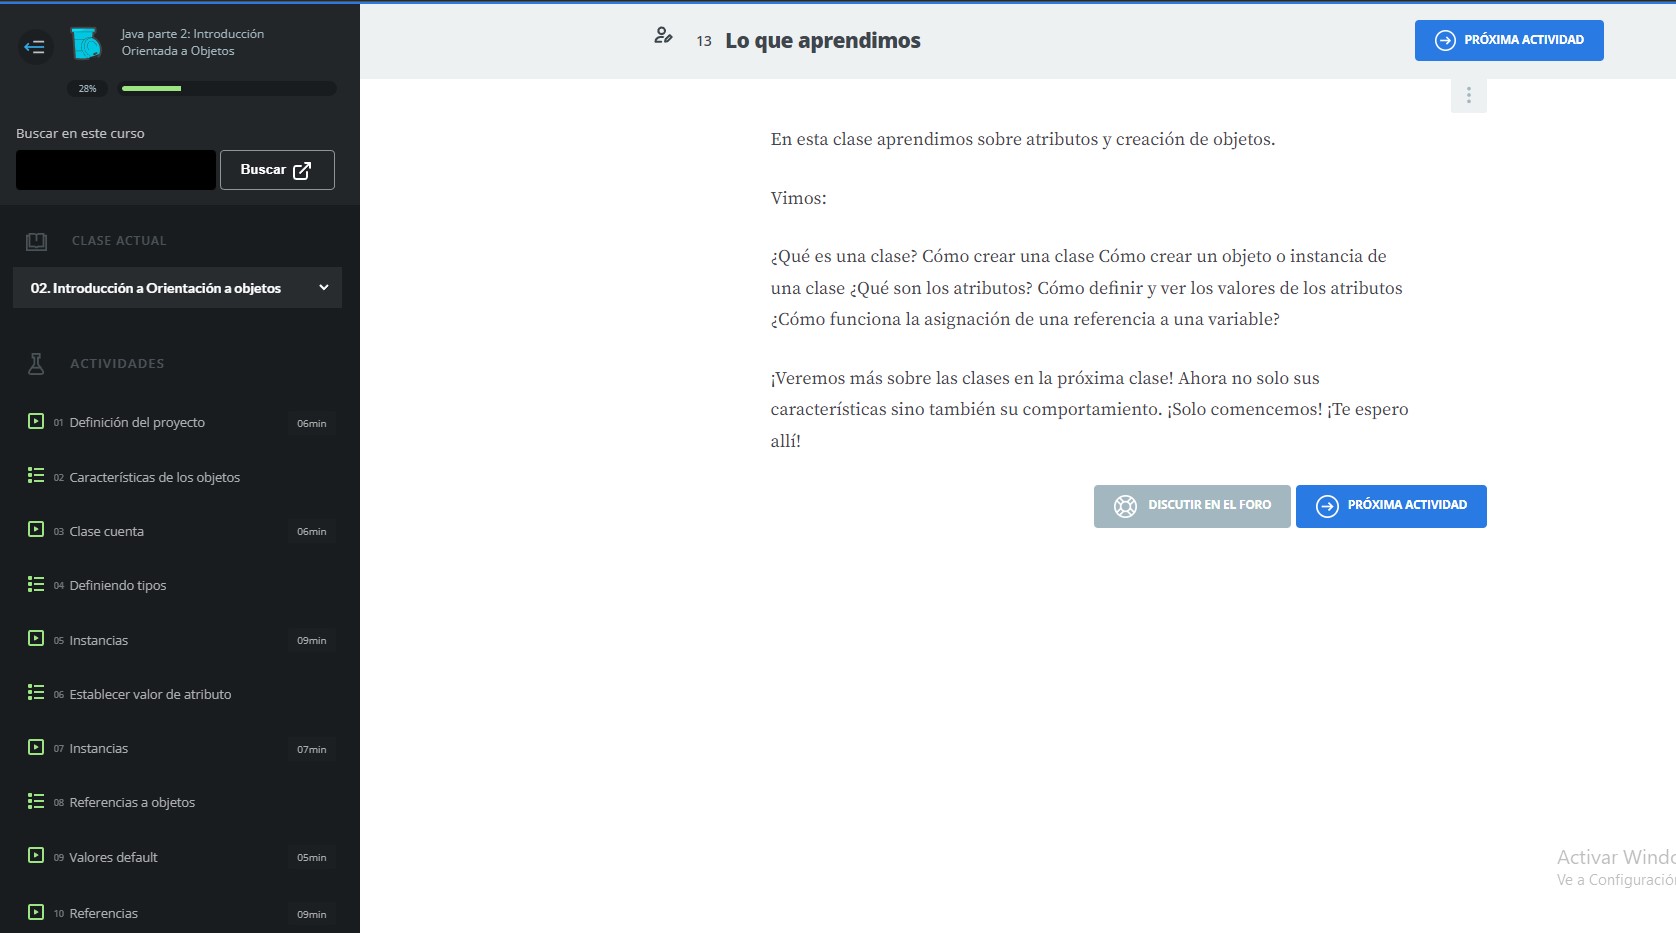 Java parte 2: Introducción
Orientada a Objetos
28%
Buscar en este curso
Buscar
CLASE ACTUAL
02. Introducción a Orientación a objetos
ACTIVIDADES
01 Definición del proyecto 06min
02 Características de los objetos
03 Clase cuenta 06min
04 Definiendo tipos
05 Instancias 09min
06 Establecer valor de atributo
07 Instancias 07min
08 Referencias a objetos
09 Valores default 05min
10 Referencias 09min
13 Lo que aprendimos
PRÓXIMA ACTIVIDAD
En esta clase aprendimos sobre atributos y creación de objetos.
Vimos:
¿Qué es una clase? Cómo crear una clase Cómo crear un objeto o instancia de
una clase ¿Qué son los atributos? Cómo definir y ver los valores de los atributos
¿Cómo funciona la asignación de una referencia a una variable?
¡Veremos más sobre las clases en la próxima clase! Ahora no solo sus
características sino también su comportamiento. ¡Solo comencemos! ¡Te espero
allí!
DISCUTIR EN EL FORO
PRÓXIMA ACTIVIDAD
Activar Windo
Ve a Configuración